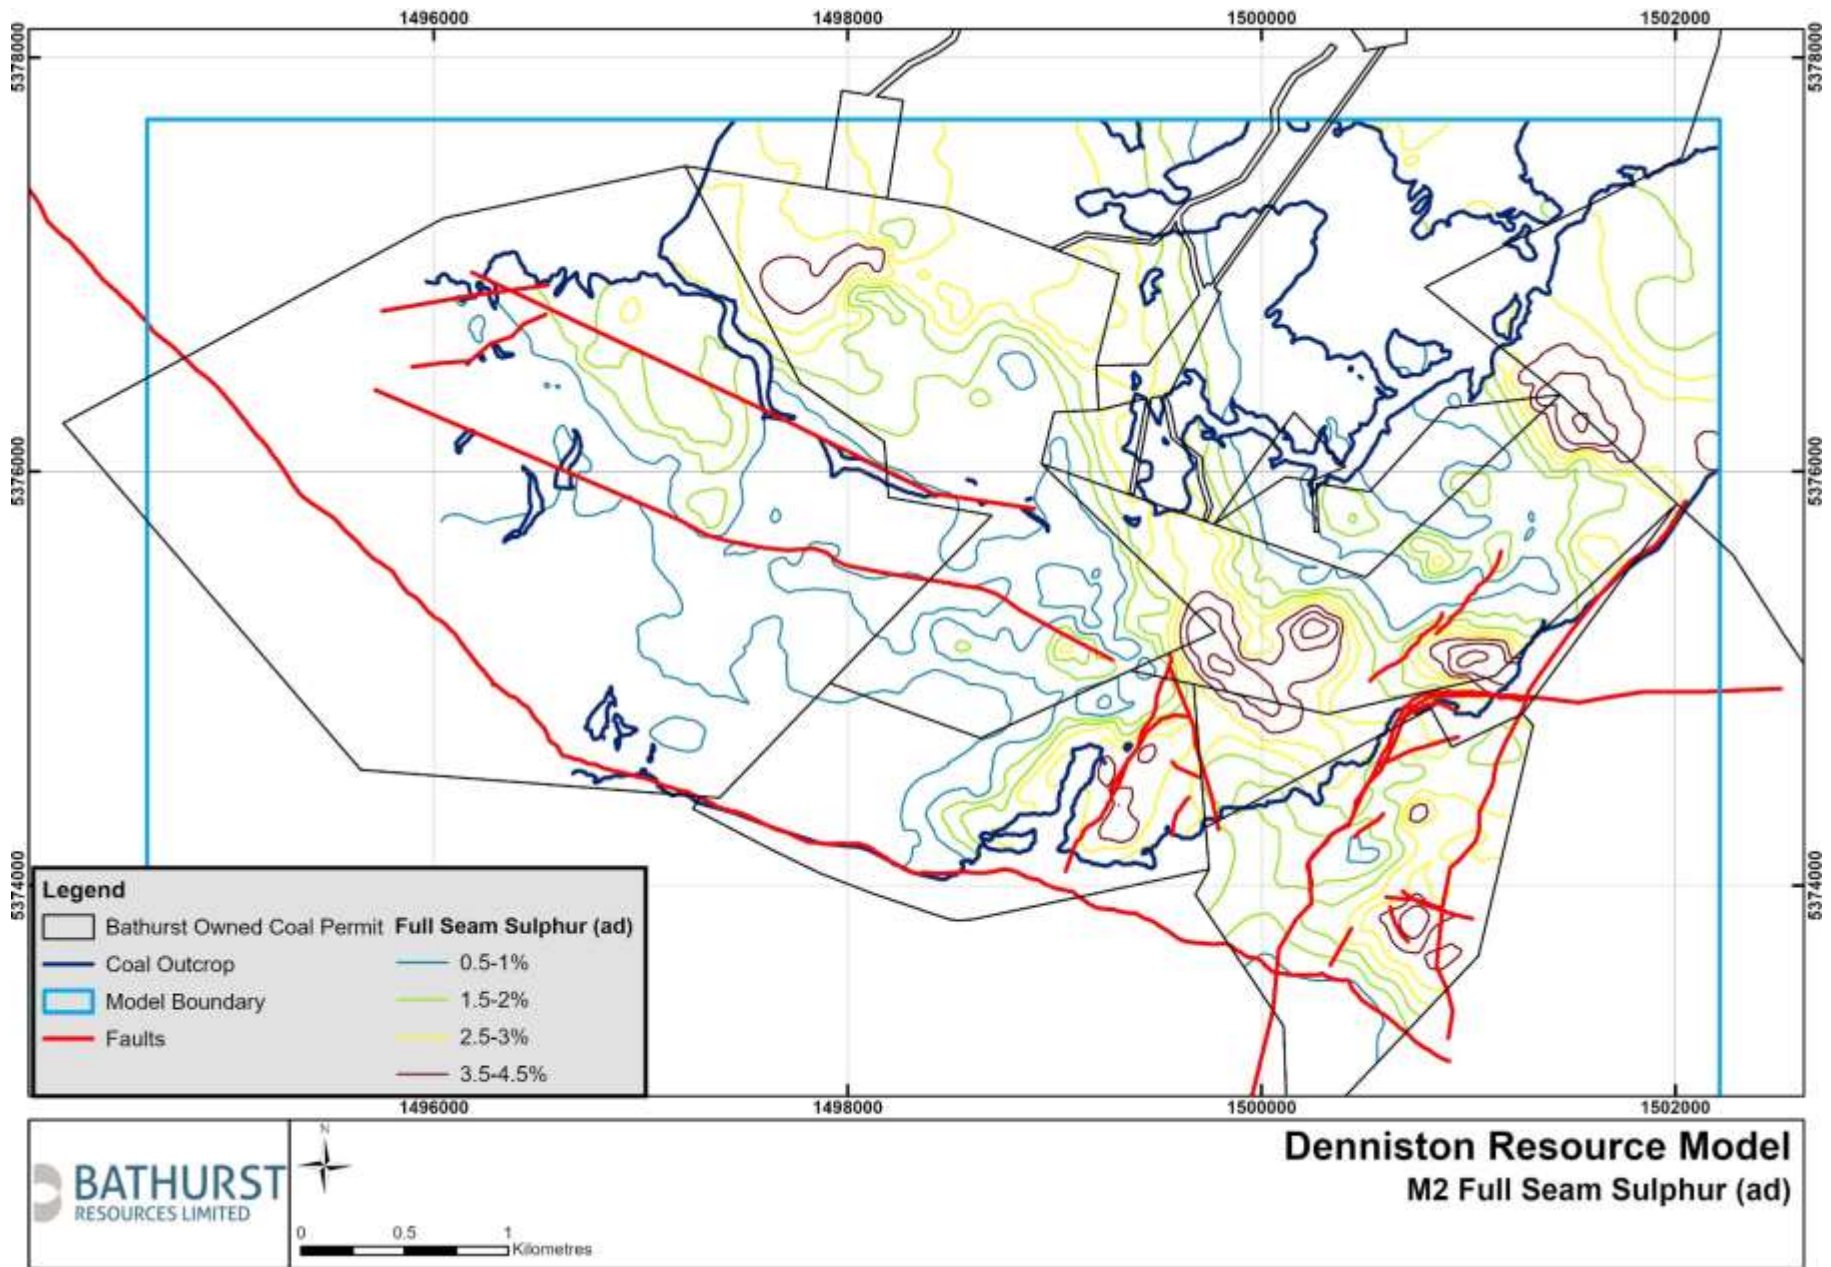 1496000 1498000 1500000 1502000
5378000 5378000
5376000 5376000
5374000 5374000
Legend
Bathurst Owned Coal Permit
Coal Outcrop
Model Boundary
Faults
Full Seam Sulphur (ad)
0.5-1%
1.5-2%
2.5-3%
3.5-4.5%
1496000 1498000 1500000 1502000
BATHURST
RESOURCES LIMITED
N
0 0.5 1
Kilometres
Denniston Resource Model
M2 Full Seam Sulphur (ad)